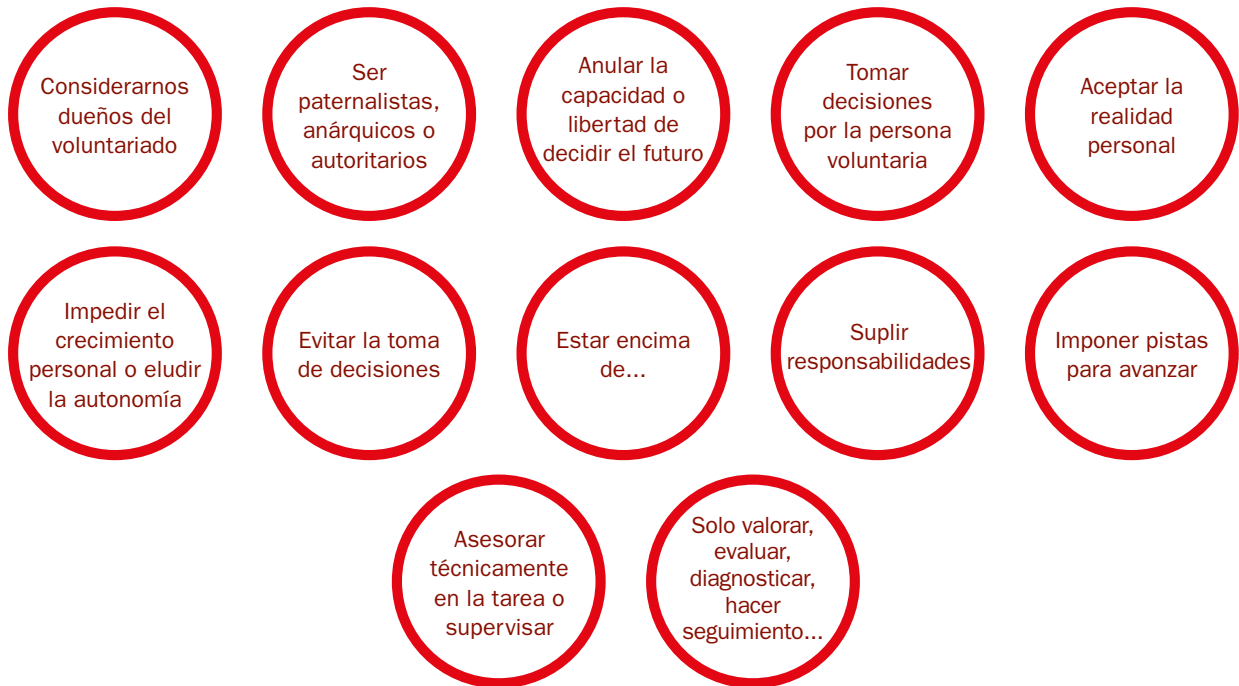 Considerarnos
dueños del
voluntariado
Ser
paternalistas,
anárquicos o
autoritarios
Anular la
capacidad o
libertad de
decidir el futuro
Tomar
decisiones
por la persona
voluntaria
Aceptar la
realidad
personal
Impedir el
crecimiento
personal o eludir
la autonomía
Evitar la toma
de decisiones
Estar encima
de...
Suplir
responsabilidades
Imponer pistas
para avanzar
Asesorar
técnicamente
en la tarea o
supervisar
Solo valorar,
evaluar,
diagnosticar,
hacer
seguimiento...